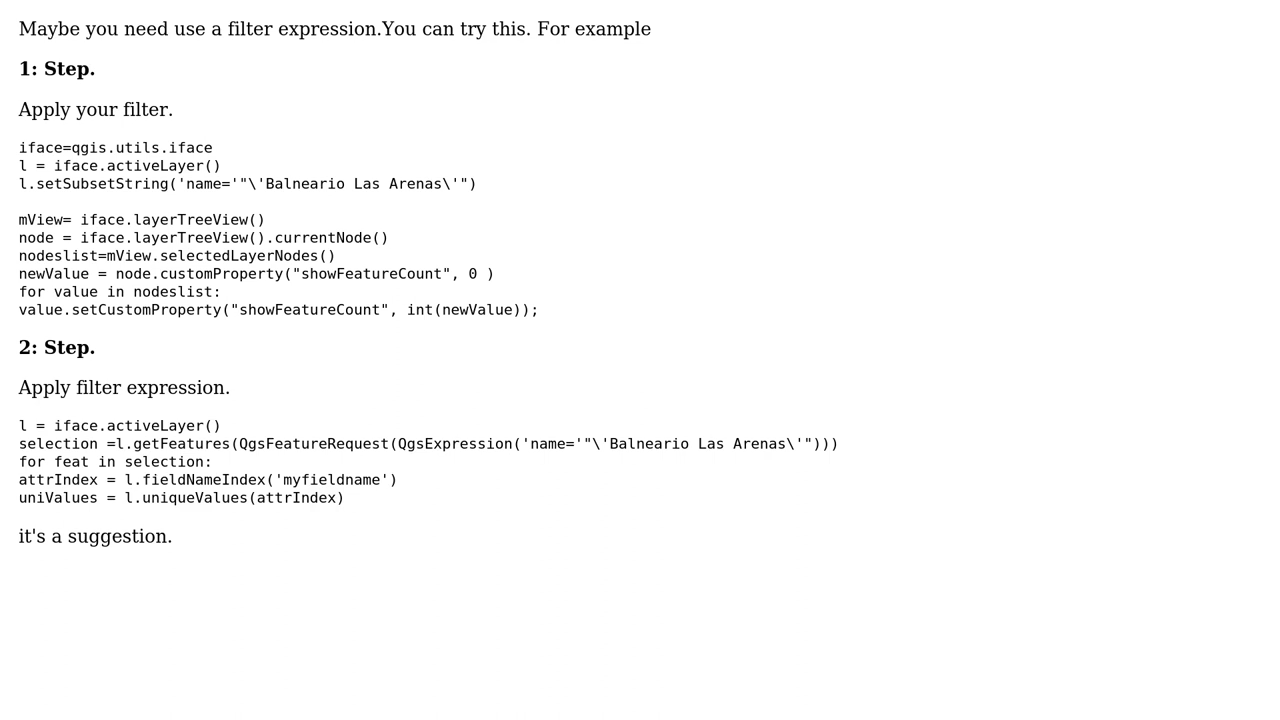 Maybe you need use a filter expression.You can try this. For example
1: Step.
Apply your filter.
iface=qgis.utils.iface
l = iface.activeLayer()
l.setSubsetString('name='"\'Balneario Las Arenas\'")
mView= iface.layerTreeView()
node = iface.layerTreeView().currentNode()
nodeslist=mView.selectedLayerNodes()
newValue = node.customProperty("showFeatureCount", 0 )
for value in nodeslist:
value.setCustomProperty("showFeatureCount", int(newValue));
2: Step.
Apply filter expression.
l = iface.activeLayer()
selection =l.getFeatures(QgsFeatureRequest(QgsExpression('name='"\'Balneario Las Arenas\'")))
for feat in selection:
attrIndex = l.fieldNameIndex('myfieldname')
uniValues = l.uniqueValues(attrIndex)
it's a suggestion.